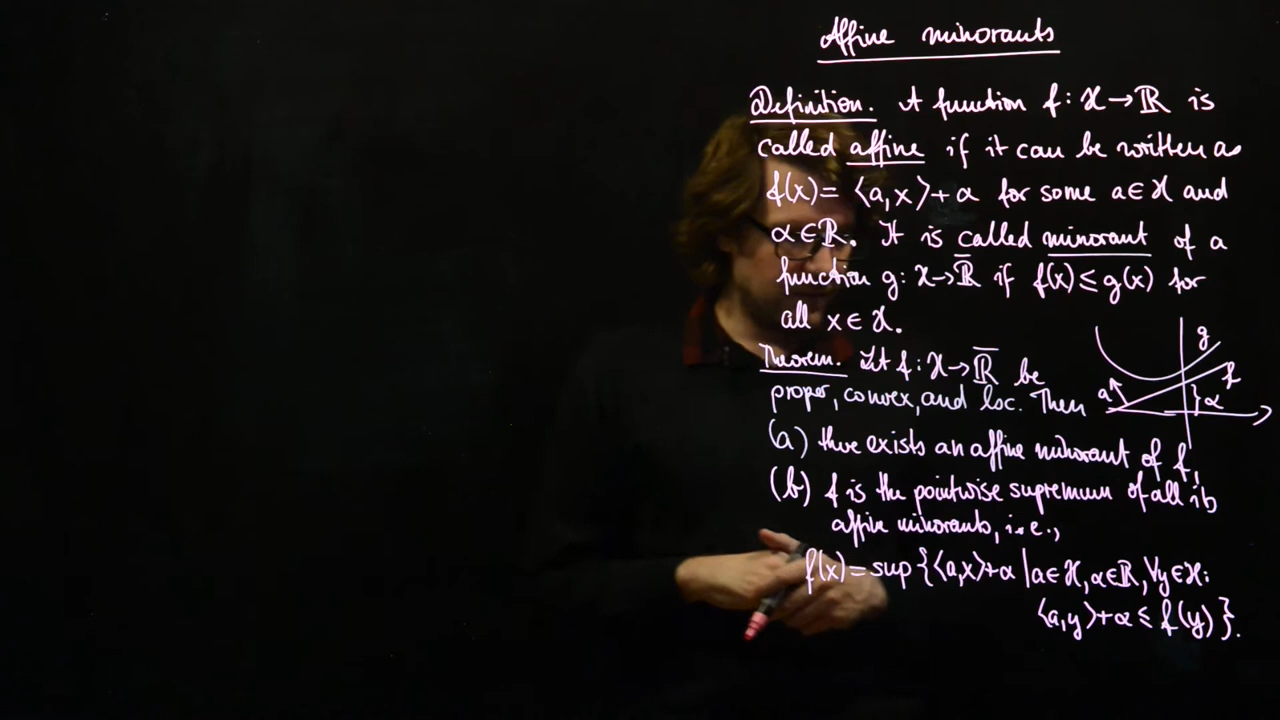 Affine minorants
Definition. A function f: X → ℝ is
called affine if it can be written as
f(x) = ⟨a, x⟩ + α for some a ∈ X and
α ∈ ℝ. It is called minorant of a
function g: X → ℝ̄ if f(x) ≤ g(x) for
all x ∈ X.
g
f
a
α
Theorem. Let f: X → ℝ̄ be
proper, convex, and lsc. Then
(a) there exists an affine minorant of f,
(b) f is the pointwise supremum of all its
affine minorants, i.e.,
f(x) = sup {⟨a,x⟩+α | a ∈ X, α ∈ ℝ, ∀y ∈ X:
⟨a,y⟩+α ≤ f(y)}.